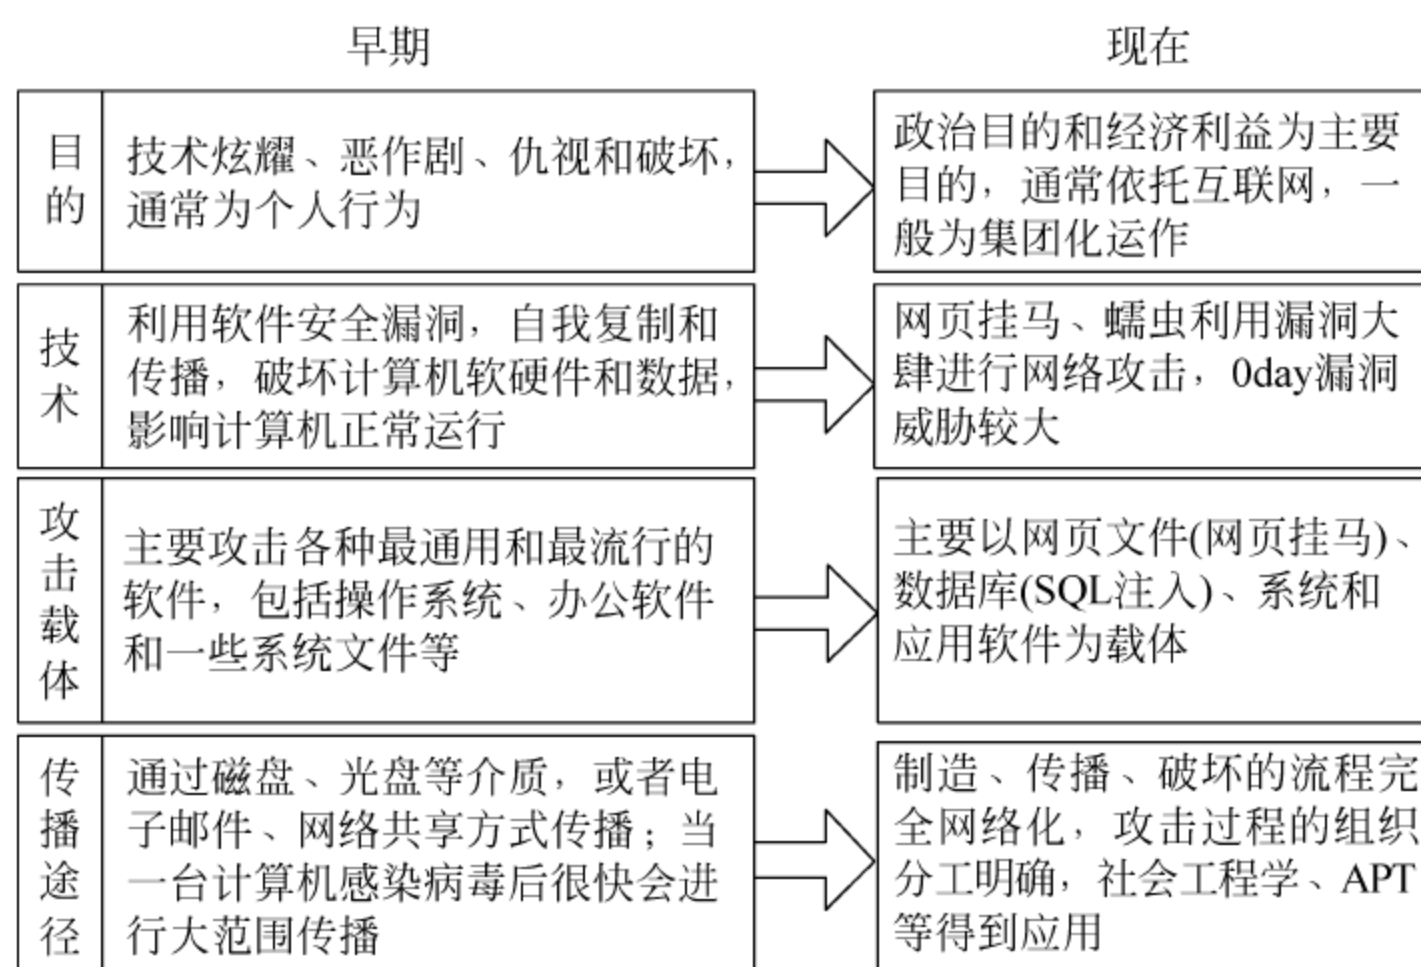 早期
现在
目的
技术炫耀、恶作剧、仇视和破坏，
通常为个人行为
政治目的和经济利益为主要
目的，通常依托互联网，一
般为集团化运作
技术
利用软件安全漏洞，自我复制和
传播，破坏计算机软硬件和数据，
影响计算机正常运行
网页挂马、蠕虫利用漏洞大
肆进行网络攻击，0day漏洞
威胁较大
攻击载体
主要攻击各种最通用和最流行的
软件，包括操作系统、办公软件
和一些系统文件等
主要以网页文件(网页挂马)、
数据库(SQL注入)、系统和
应用软件为载体
传播途径
通过磁盘、光盘等介质，或者电
子邮件、网络共享方式传播；当
一台计算机感染病毒后很快会进
行大范围传播
制造、传播、破坏的流程完
全网络化，攻击过程的组织
分工明确，社会工程学、APT
等得到应用